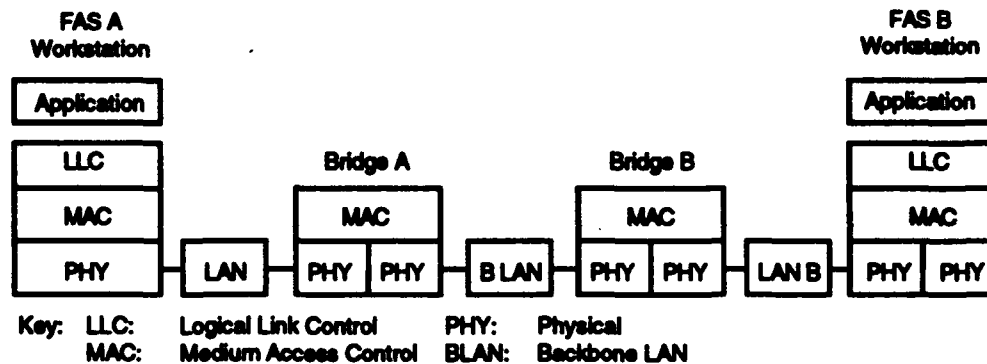 FAS A
Workstation
FAS B
Workstation
Application
Application
LLC
Bridge A
Bridge B
LLC
MAC
MAC
MAC
MAC
PHY
LAN
PHY
PHY
B LAN
PHY
PHY
LAN B
PHY
PHY
Key: LLC: Logical Link Control PHY: Physical
MAC: Medium Access Control BLAN: Backbone LAN